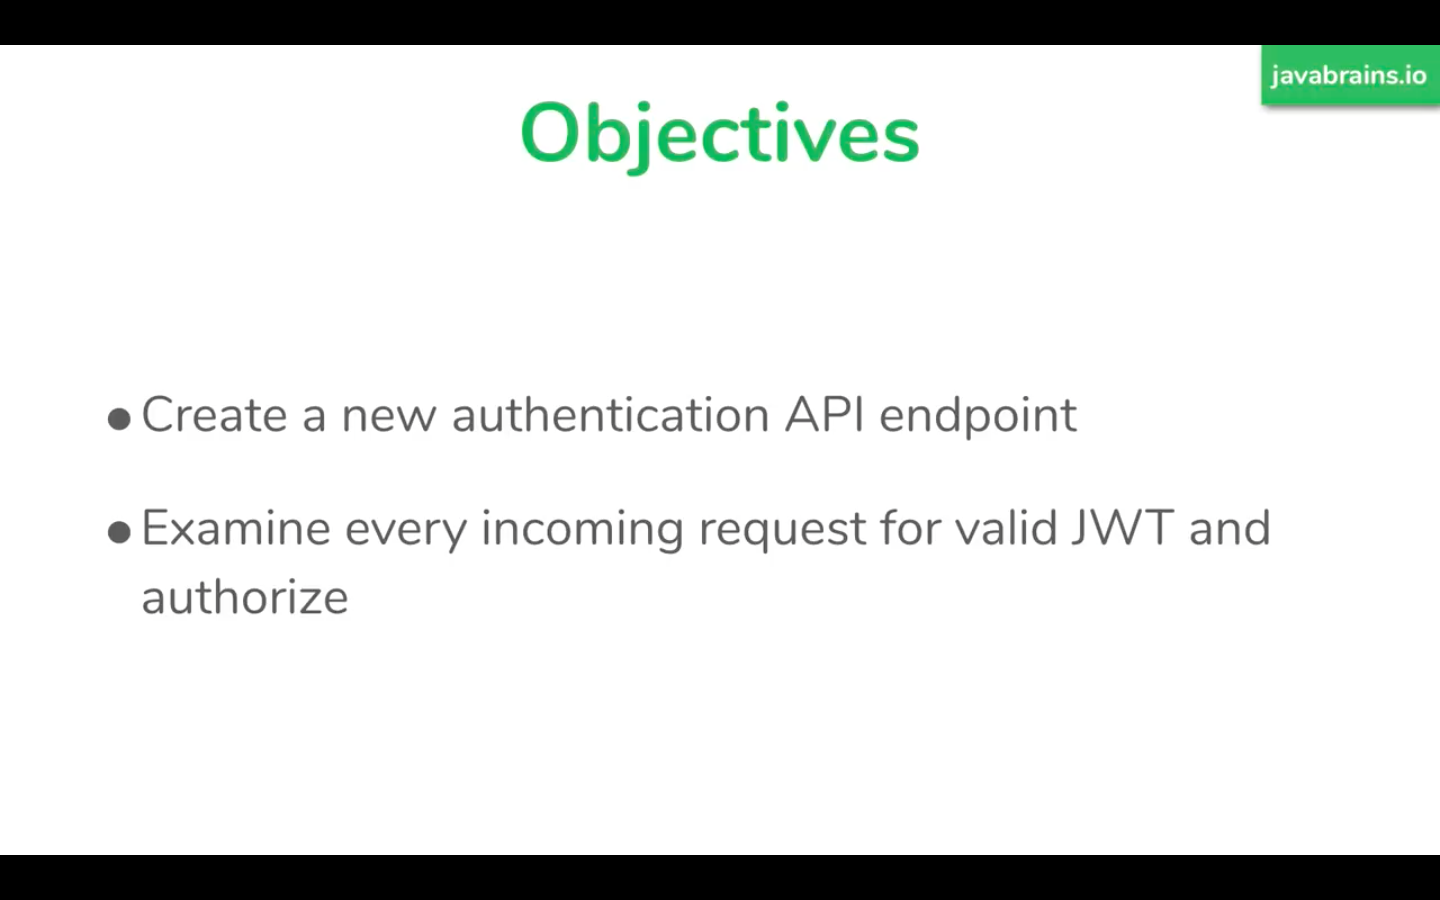 javabrains.io
Objectives
● Create a new authentication API endpoint
● Examine every incoming request for valid JWT and
authorize